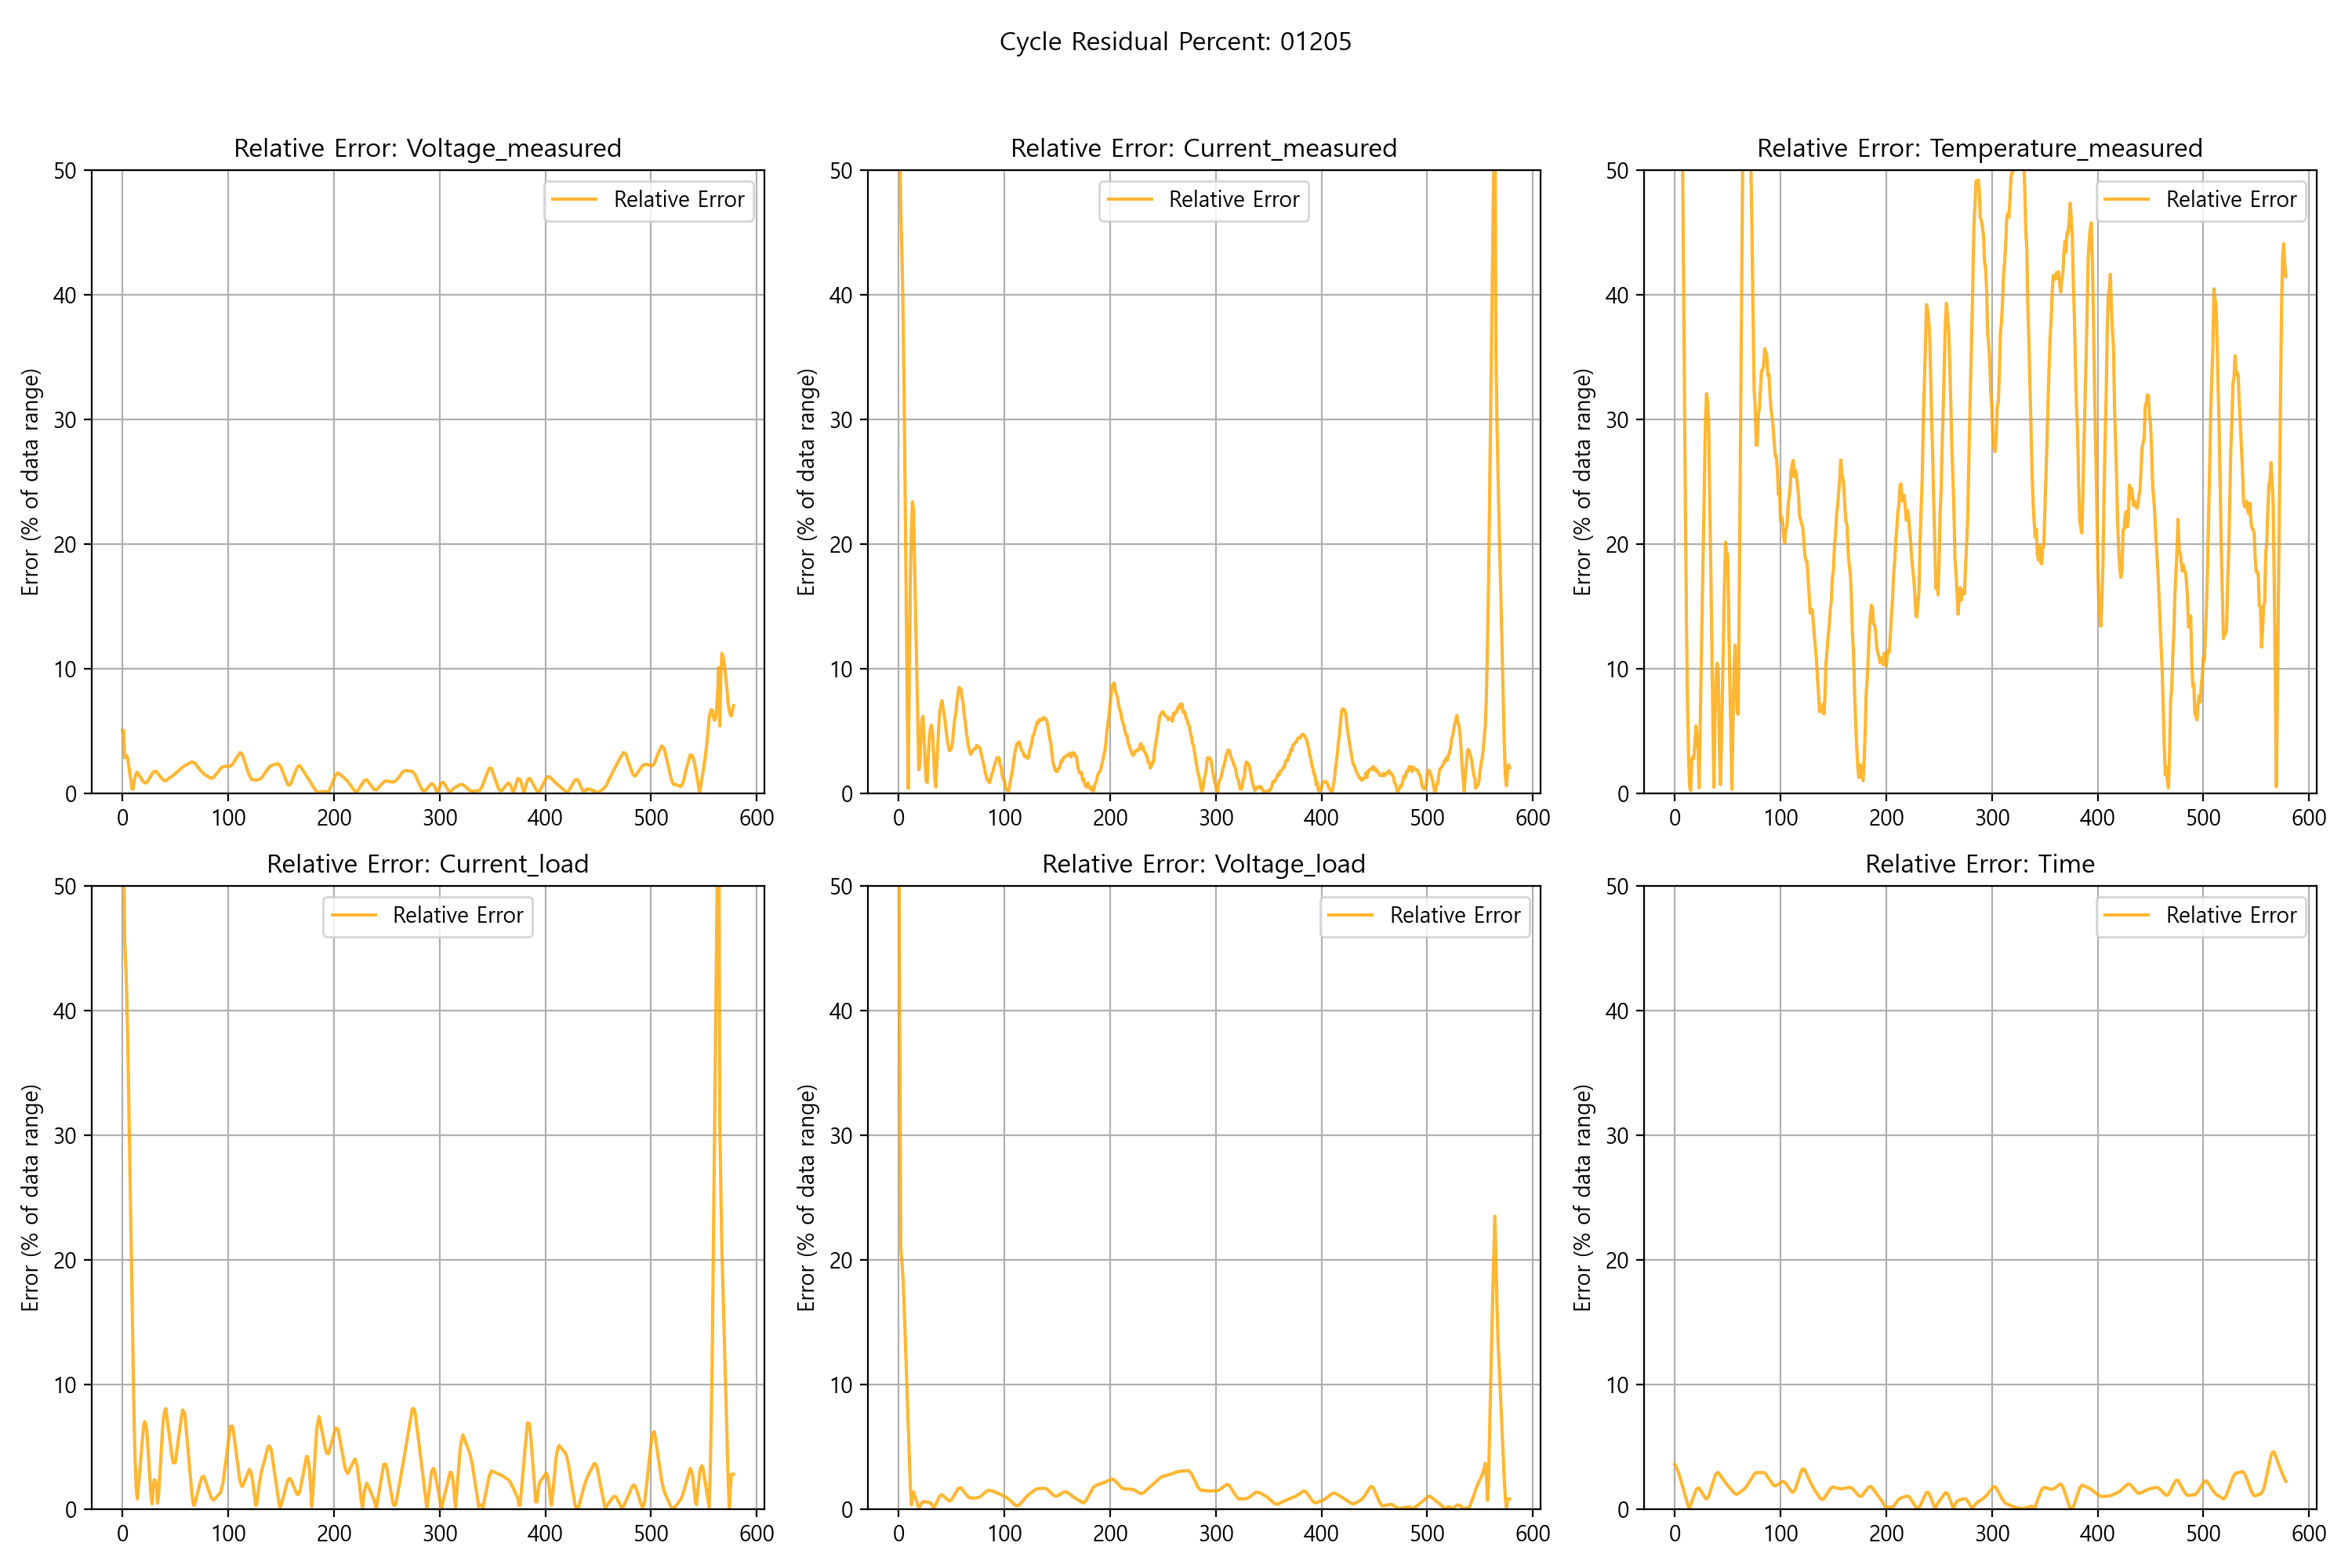 Cycle Residual Percent: 01205
Relative Error: Voltage_measured
Relative Error: Current_measured
Relative Error: Temperature_measured
Error (% of data range)
50
40
30
20
10
0
Relative Error
0 100 200 300 400 500 600
Error (% of data range)
50
40
30
20
10
0
Relative Error
0 100 200 300 400 500 600
Error (% of data range)
50
40
30
20
10
0
Relative Error
0 100 200 300 400 500 600
Relative Error: Current_load
Relative Error: Voltage_load
Relative Error: Time
Error (% of data range)
50
40
30
20
10
0
Relative Error
0 100 200 300 400 500 600
Error (% of data range)
50
40
30
20
10
0
Relative Error
0 100 200 300 400 500 600
Error (% of data range)
50
40
30
20
10
0
Relative Error
0 100 200 300 400 500 600